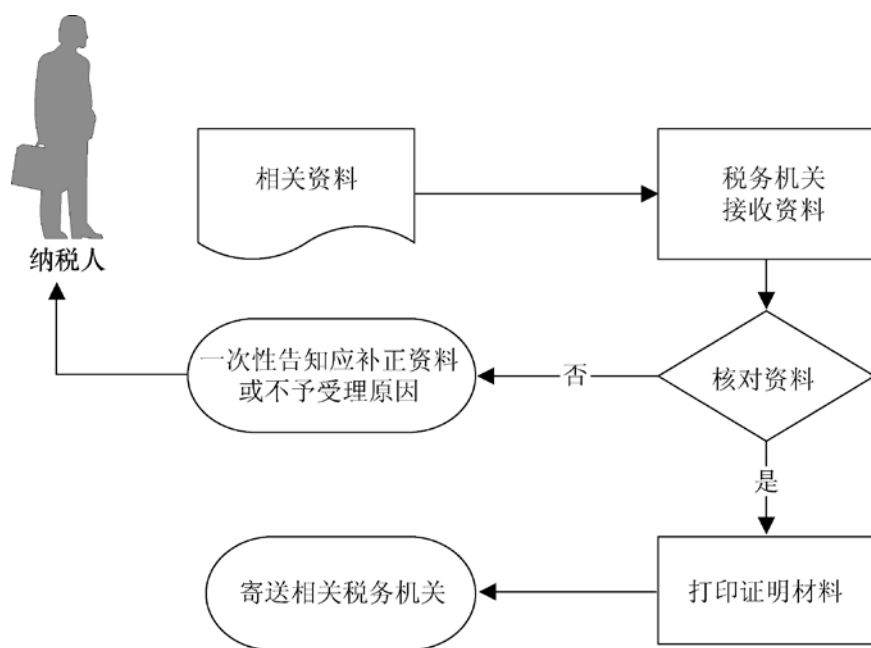 相关资料
税务机关
接收资料
纳税人
一次性告知应补正资料
或不予受理原因
否
核对资料
是
寄送相关税务机关
打印证明材料